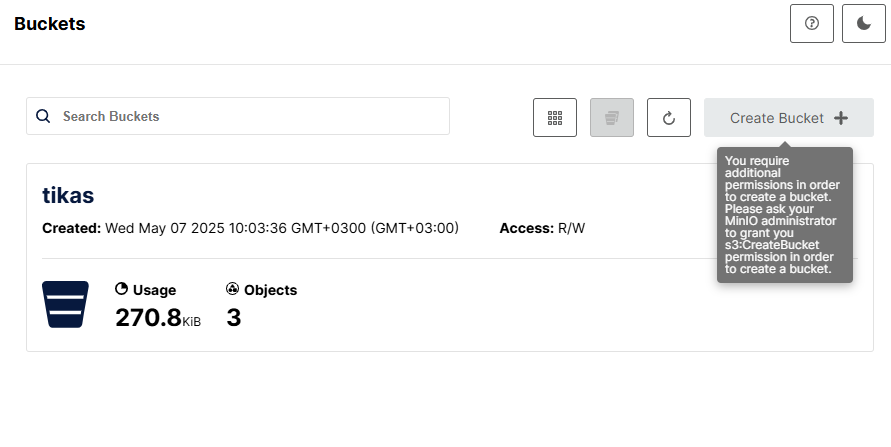 Buckets
Search Buckets
Create Bucket
You require
additional
permissions in order
to create a bucket.
Please ask your
MinIO administrator
to grant you
s3:CreateBucket
permission in order
to create a bucket.
tikas
Created: Wed May 07 2025 10:03:36 GMT+0300 (GMT+03:00) Access: R/W
Usage Objects
270.8KiB 3